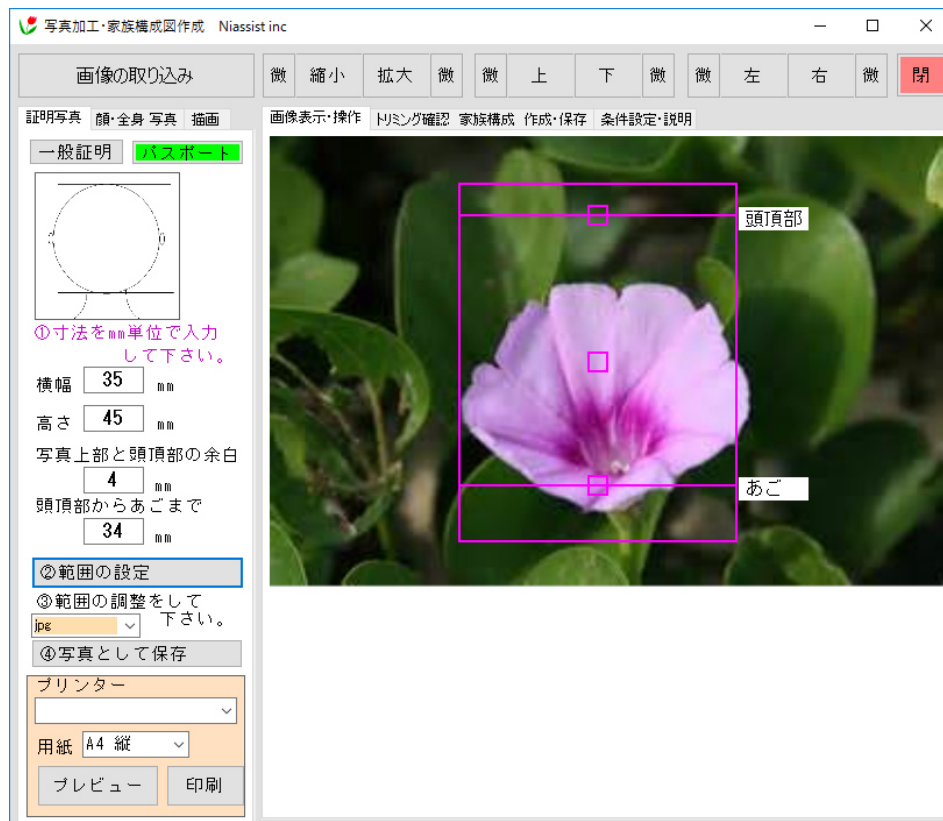 写真加工・家族構成図作成 Niassist inc
画像の取り込み 微 縮小 拡大 微 微 上 下 微 微 左 右 微 閉
証明写真 顔・全身 写真 描画 画像表示・操作 トリミング確認 家族構成 作成・保存 条件設定・説明
一般証明 パスポート
頭頂部
①寸法をmm単位で入力
して下さい。
横幅 35 mm
高さ 45 mm
写真上部と頭頂部の余白
4 mm
あご
頭頂部からあごまで
34 mm
②範囲の設定
③範囲の調整をして
下さい。
jpg
④写真として保存
プリンター
用紙 A4 縦
プレビュー 印刷